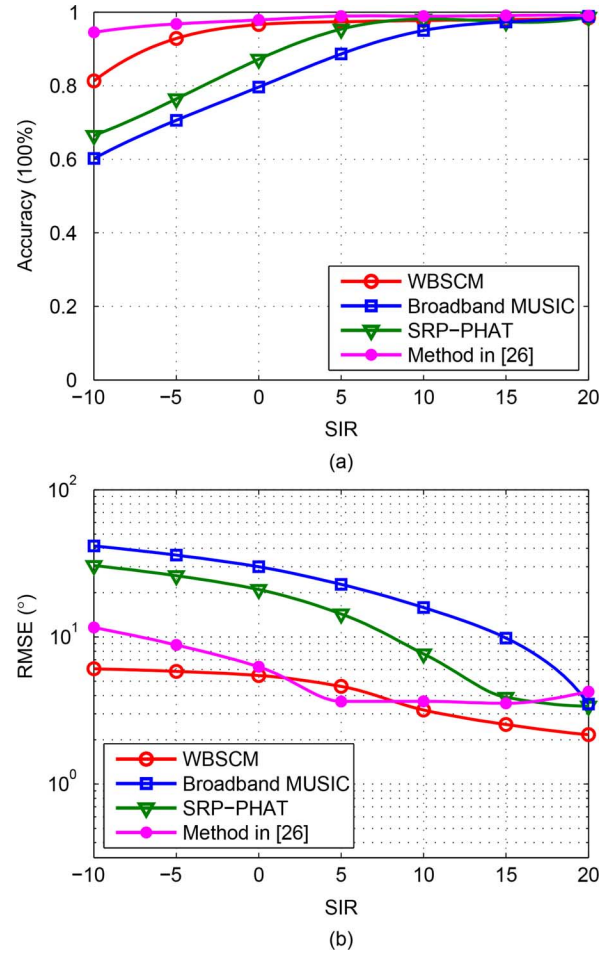 1
0.8
0.6
0.4
0.2
0
Accuracy (100%)
−10 −5 0 5 10 15 20
SIR
WBSCM
Broadband MUSIC
SRP−PHAT
Method in [26]
(a)
10²
10¹
10⁰
RMSE (°)
WBSCM
Broadband MUSIC
SRP−PHAT
Method in [26]
−10 −5 0 5 10 15 20
SIR
(b)